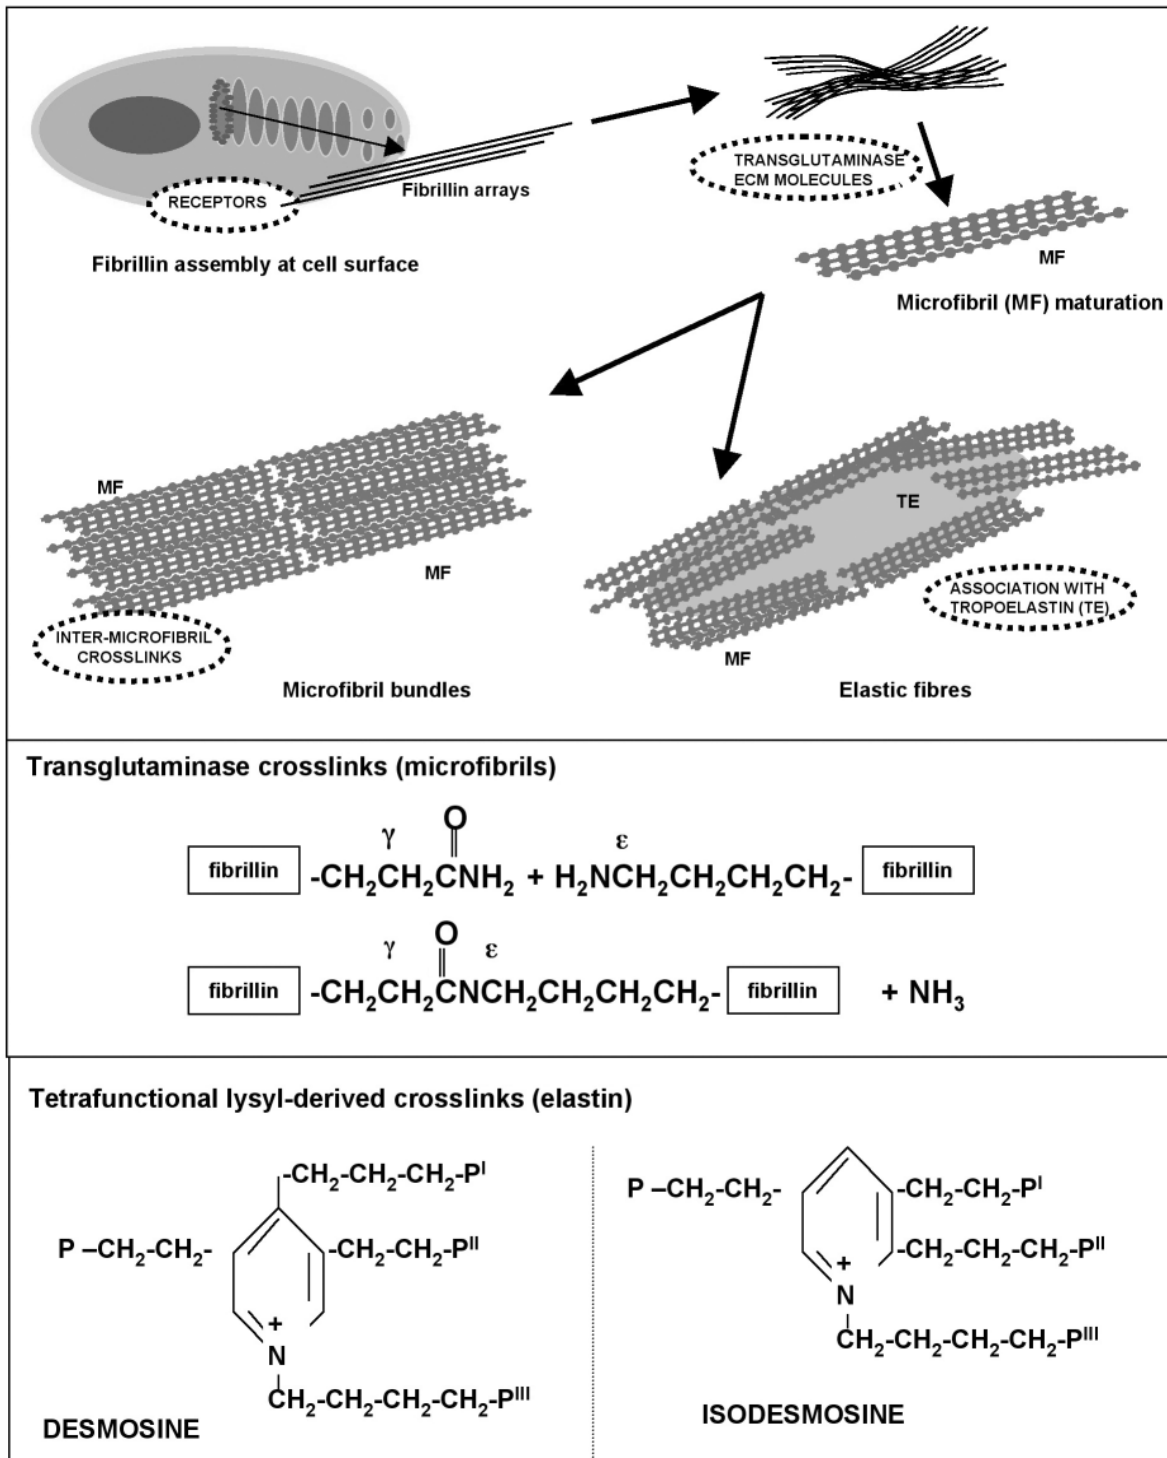 TRANSGLUTAMINASE
ECM MOLECULES
RECEPTORS
Fibrillin arrays
Fibrillin assembly at cell surface
MF
Microfibril (MF) maturation
MF
MF
INTER-MICROFIBRIL
CROSSLINKS
Microfibril bundles
TE
ASSOCIATION WITH
TROPOELASTIN (TE)
MF
Elastic fibres
Transglutaminase crosslinks (microfibrils)
γ O ε
fibrillin -CH₂CH₂CNH₂ + H₂NCH₂CH₂CH₂CH₂- fibrillin
γ O ε
fibrillin -CH₂CH₂CNCH₂CH₂CH₂CH₂- fibrillin + NH₃
Tetrafunctional lysyl-derived crosslinks (elastin)
-CH₂-CH₂-CH₂-Pᴵ
P –CH₂-CH₂- -CH₂-CH₂-Pᴵᴵ
+
N
CH₂-CH₂-CH₂-CH₂-Pᴵᴵᴵ
DESMOSINE
P –CH₂-CH₂- -CH₂-CH₂-Pᴵ
-CH₂-CH₂-CH₂-Pᴵᴵ
+
N
CH₂-CH₂-CH₂-CH₂-Pᴵᴵᴵ
ISODESMOSINE